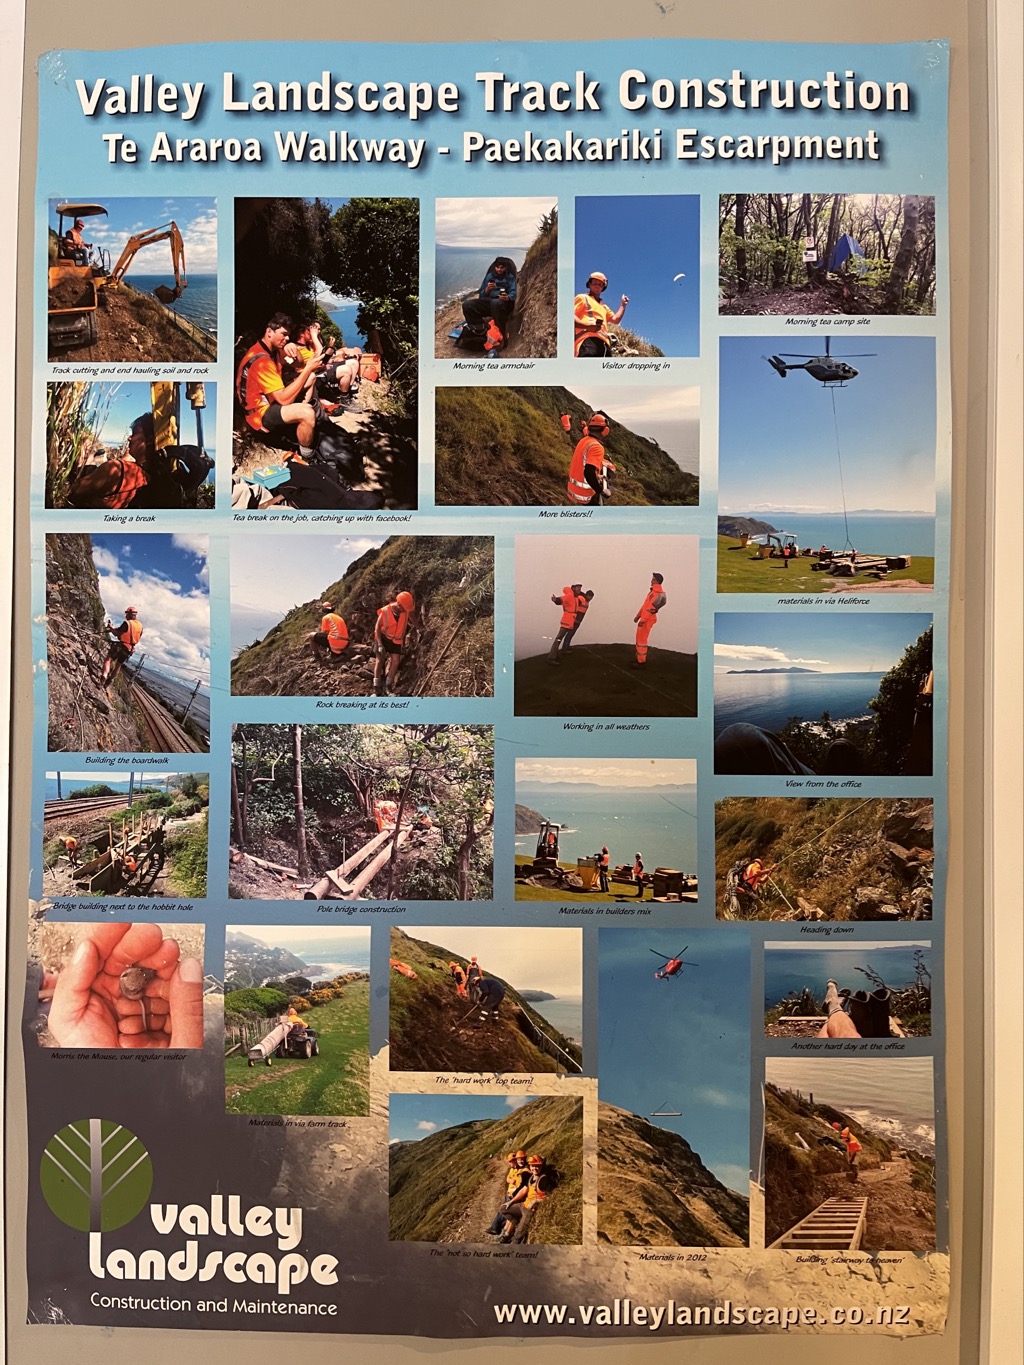 Valley Landscape Track Construction
Te Araroa Walkway - Paekakariki Escarpment
Track cutting and end hauling soil and rock
Morning tea armchair
Visitor dropping in
Morning tea camp site
Taking a break
Tea break on the job, catching up with facebook!
More blisters!!
materials in via Heliforce
Building the boardwalk
Rock breaking at its best!
Working in all weathers
View from the office
Bridge building next to the hobbit hole
Pole bridge construction
Materials in builders mix
Heading down
Morris the Mouse, our regular visitor
Materials in via farm track
The 'hard work' top team!
Another hard day at the office
The 'not so hard work' team!
Materials in 2012
Building 'stairway to heaven'
valley
landscape
Construction and Maintenance
www.valleylandscape.co.nz